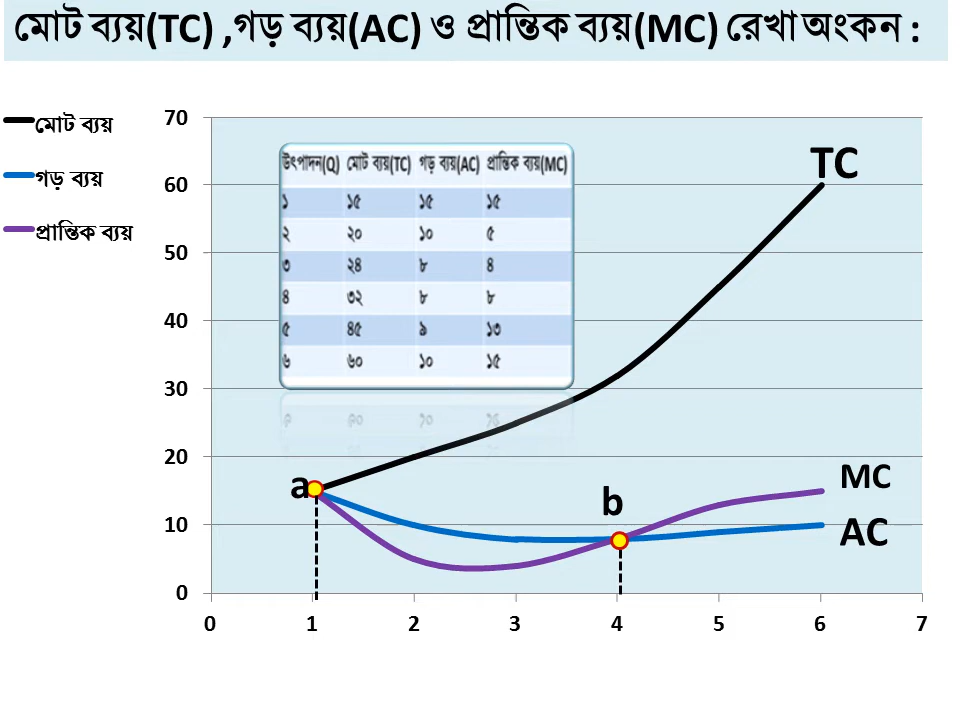 মোট ব্যয়(TC) ,গড় ব্যয়(AC) ও প্রান্তিক ব্যয়(MC) রেখা অংকন :
মোট ব্যয়
গড় ব্যয়
প্রান্তিক ব্যয়
70
60
50
40
30
20
10
0
উৎপাদন(Q) মোট ব্যয়(TC) গড় ব্যয়(AC) প্রান্তিক ব্যয়(MC)
১ ১৫ ১৫ ১৫
২ ২০ ১০ ৫
৩ ২৪ ৮ ৪
৪ ৩২ ৮ ৮
৫ ৪৫ ৯ ১৩
৬ ৬০ ১০ ১৫
TC
MC
AC
a
b
0 1 2 3 4 5 6 7